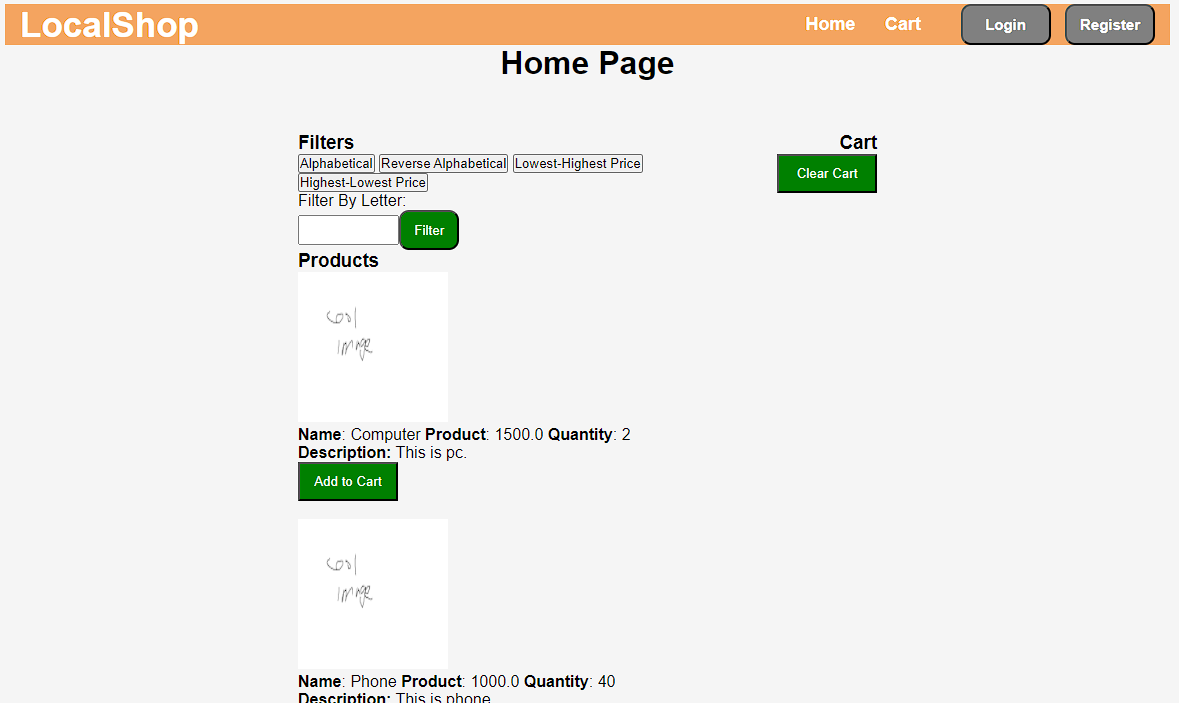 LocalShop Home Cart Login Register
Home Page
Filters
Alphabetical Reverse Alphabetical Lowest-Highest Price
Highest-Lowest Price
Filter By Letter:
Filter
Cart
Clear Cart
Products
cool
image
Name: Computer Product: 1500.0 Quantity: 2
Description: This is pc.
Add to Cart
cool
image
Name: Phone Product: 1000.0 Quantity: 40
Description: This is phone.